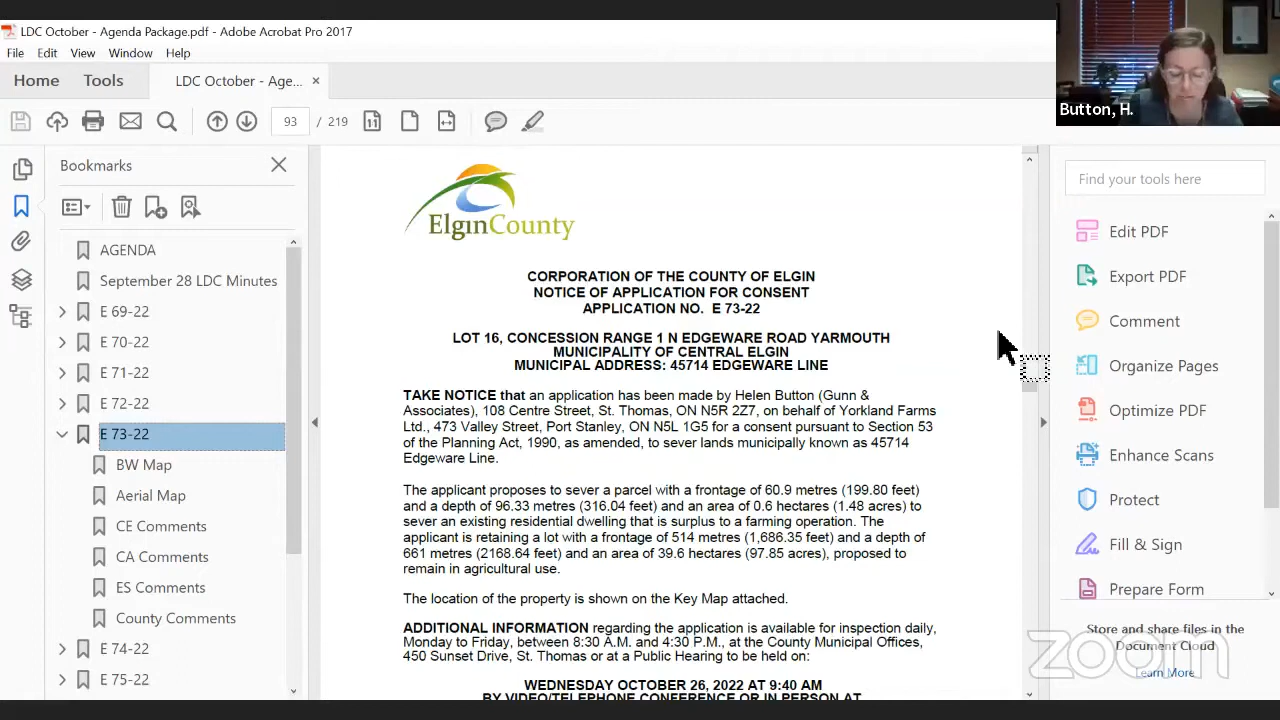 LDC October - Agenda Package.pdf - Adobe Acrobat Pro 2017
File Edit View Window Help
Home Tools LDC October - Age... ×
93 / 219
Button, H.
Bookmarks
AGENDA
September 28 LDC Minutes
E 69-22
E 70-22
E 71-22
E 72-22
E 73-22
BW Map
Aerial Map
CE Comments
CA Comments
ES Comments
County Comments
E 74-22
E 75-22
ElginCounty
CORPORATION OF THE COUNTY OF ELGIN
NOTICE OF APPLICATION FOR CONSENT
APPLICATION NO. E 73-22
LOT 16, CONCESSION RANGE 1 N EDGEWARE ROAD YARMOUTH
MUNICIPALITY OF CENTRAL ELGIN
MUNICIPAL ADDRESS: 45714 EDGEWARE LINE
TAKE NOTICE that an application has been made by Helen Button (Gunn &
Associates), 108 Centre Street, St. Thomas, ON N5R 2Z7, on behalf of Yorkland Farms
Ltd., 473 Valley Street, Port Stanley, ON N5L 1G5 for a consent pursuant to Section 53
of the Planning Act, 1990, as amended, to sever lands municipally known as 45714
Edgeware Line.
The applicant proposes to sever a parcel with a frontage of 60.9 metres (199.80 feet)
and a depth of 96.33 metres (316.04 feet) and an area of 0.6 hectares (1.48 acres) to
sever an existing residential dwelling that is surplus to a farming operation. The
applicant is retaining a lot with a frontage of 514 metres (1,686.35 feet) and a depth of
661 metres (2168.64 feet) and an area of 39.6 hectares (97.85 acres), proposed to
remain in agricultural use.
The location of the property is shown on the Key Map attached.
ADDITIONAL INFORMATION regarding the application is available for inspection daily,
Monday to Friday, between 8:30 A.M. and 4:30 P.M., at the County Municipal Offices,
450 Sunset Drive, St. Thomas or at a Public Hearing to be held on:
WEDNESDAY OCTOBER 26, 2022 AT 9:40 AM
BY VIDEO/TELEPHONE CONFERENCE OR IN PERSON AT
Find your tools here
Edit PDF
Export PDF
Comment
Organize Pages
Optimize PDF
Enhance Scans
Protect
Fill & Sign
Prepare Form
Store and share files in the
Document Cloud
Learn More
zoom